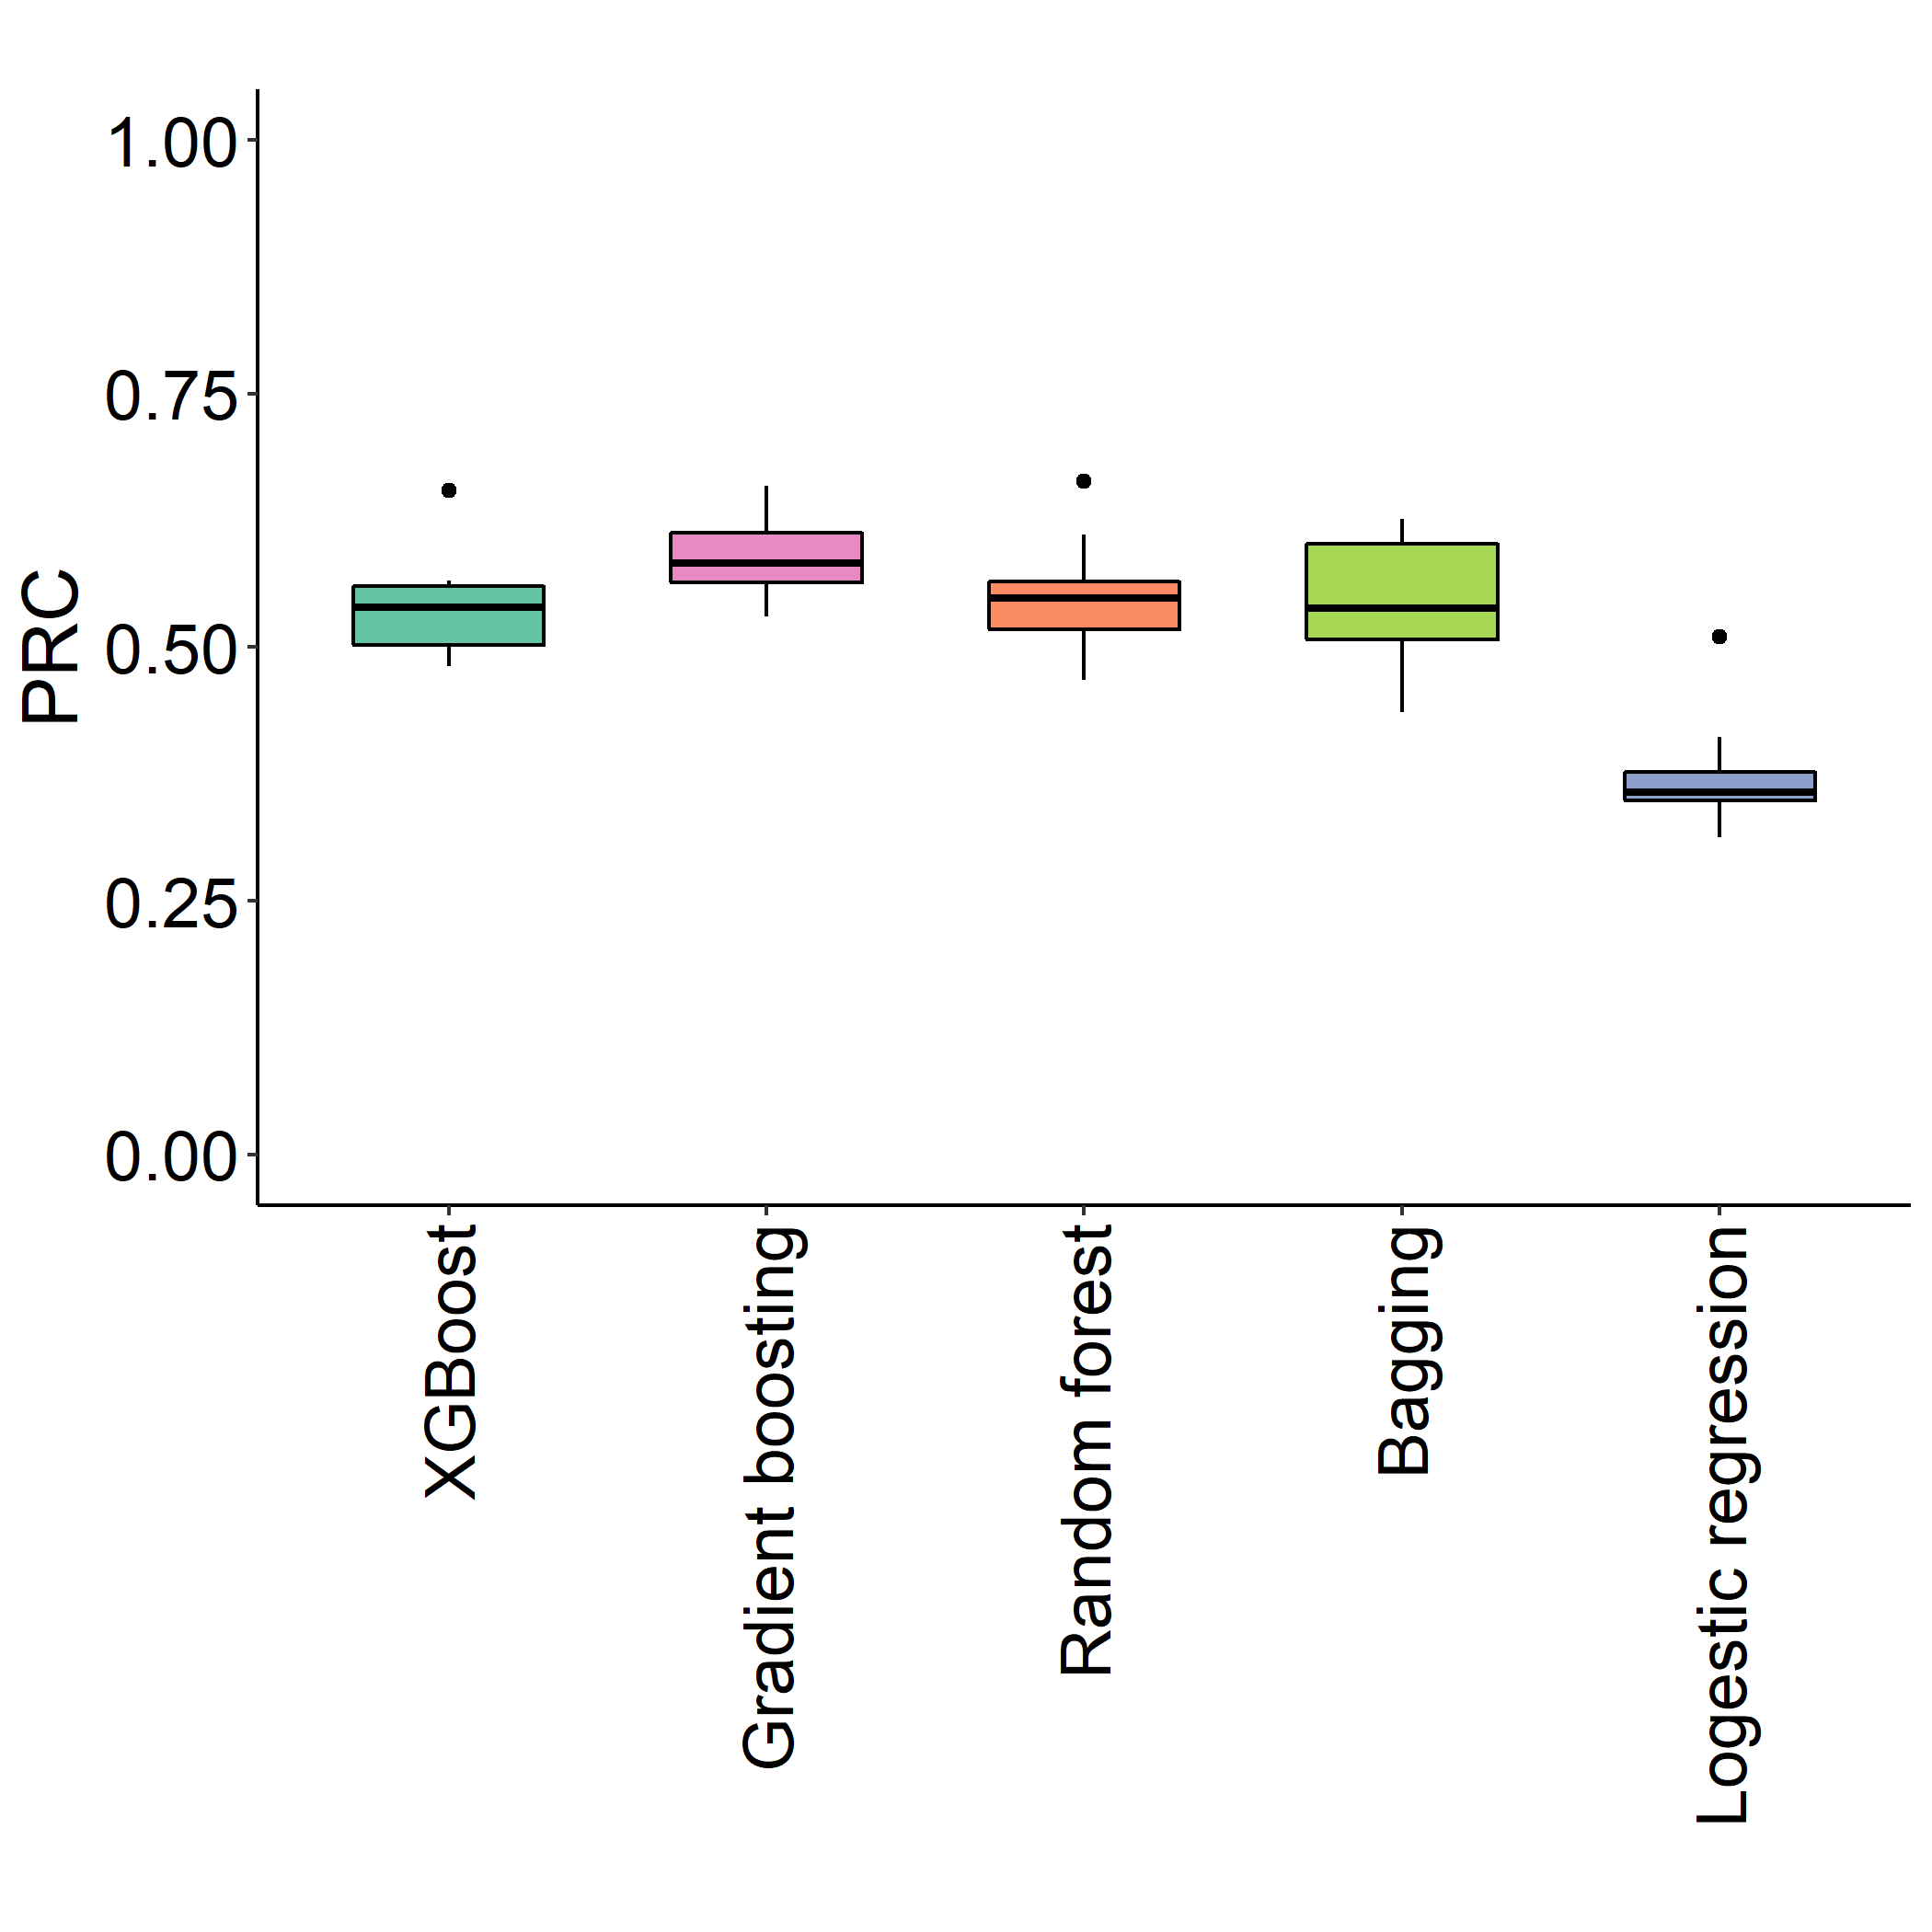 PRC
1.00
0.75
0.50
0.25
0.00
XGBoost
Gradient boosting
Random forest
Bagging
Logestic regression